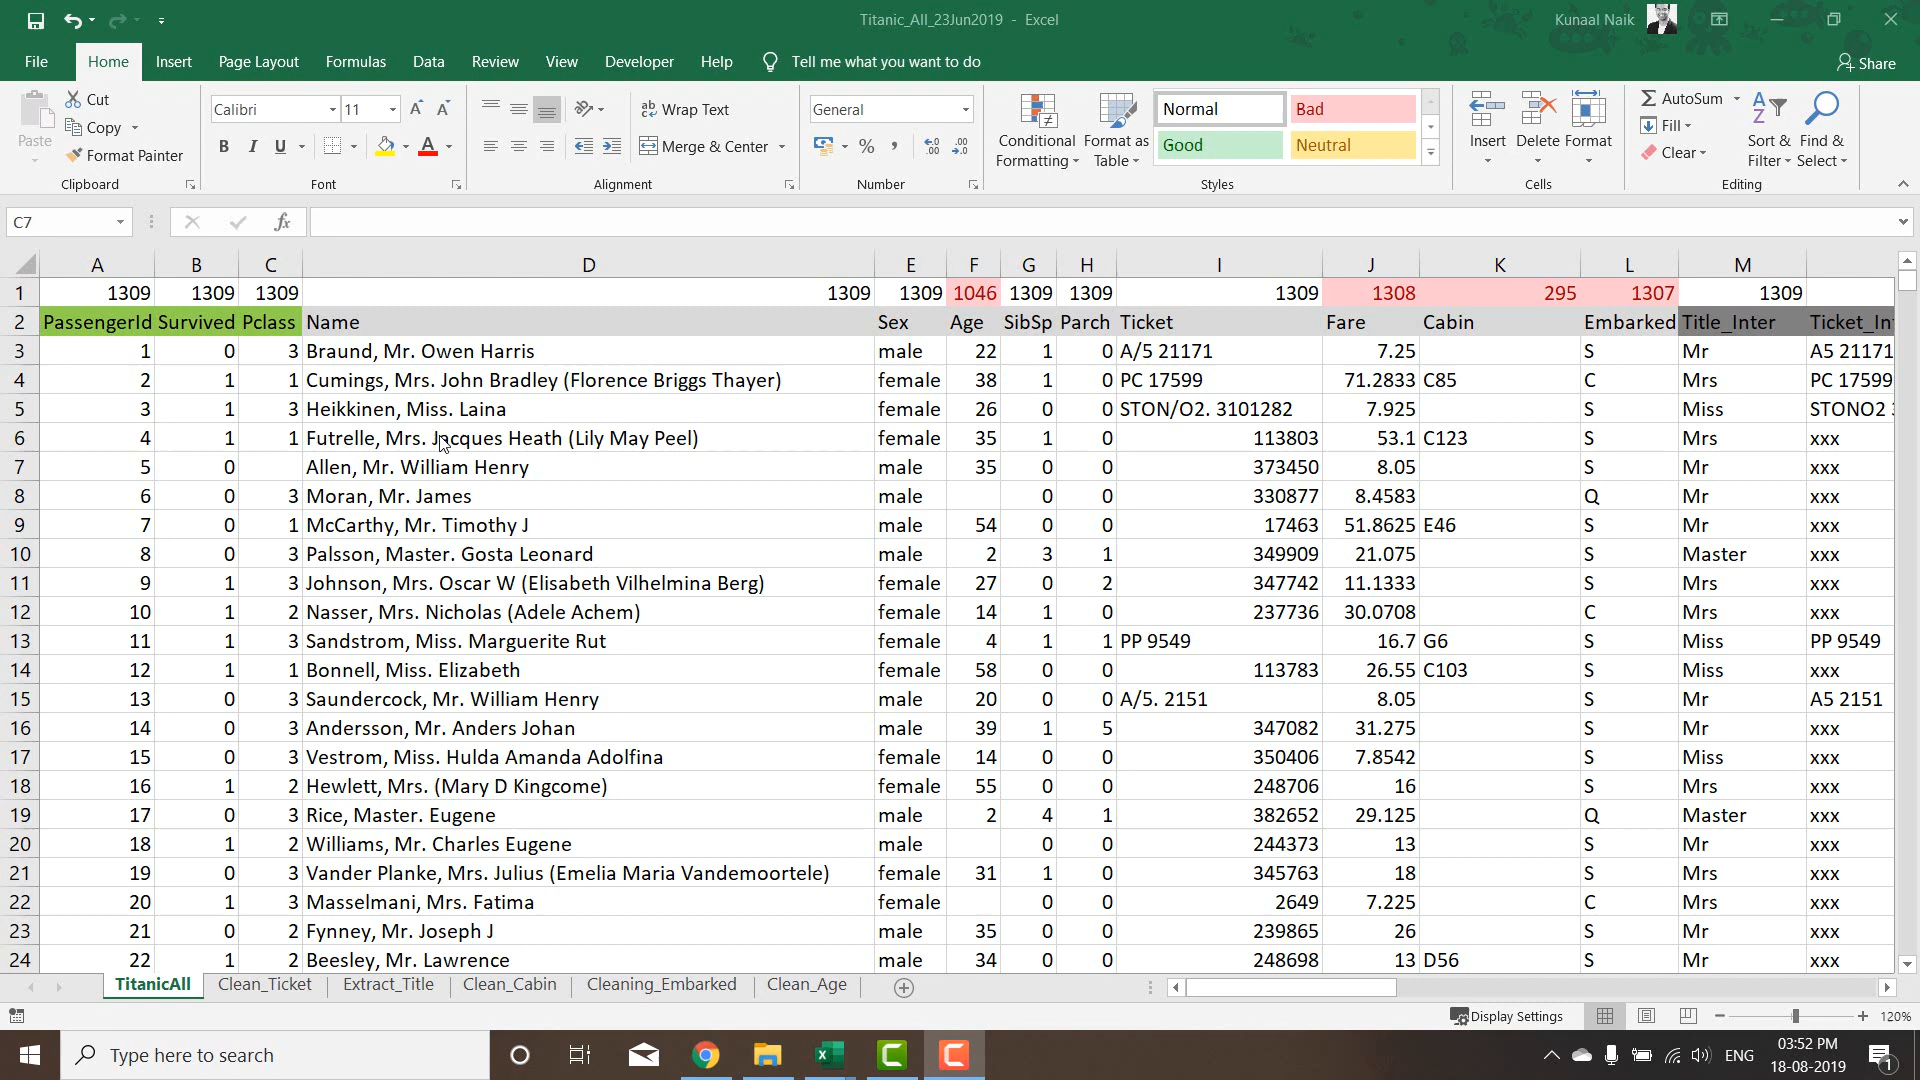 Titanic_All_23Jun2019 - Excel
Kunaal Naik
File Home Insert Page Layout Formulas Data Review View Developer Help Tell me what you want to do
Share
Paste
Cut
Copy
Format Painter
Clipboard
Calibri 11
B I U
Font
Wrap Text
Merge & Center
Alignment
General
Number
Conditional Formatting
Format as Table
Normal Bad
Good Neutral
Styles
Insert Delete Format
Cells
AutoSum
Fill
Clear
Sort & Filter
Find & Select
Editing
C7
A B C D E F G H I J K L M
1 1309 1309 1309 1309 1309 1046 1309 1309 1309 1308 295 1307 1309
2 PassengerId Survived Pclass Name Sex Age SibSp Parch Ticket Fare Cabin Embarked Title_Inter Ticket_In
3 1 0 3 Braund, Mr. Owen Harris male 22 1 0 A/5 21171 7.25 S Mr A5 21171
4 2 1 1 Cumings, Mrs. John Bradley (Florence Briggs Thayer) female 38 1 0 PC 17599 71.2833 C85 C Mrs PC 17599
5 3 1 3 Heikkinen, Miss. Laina female 26 0 0 STON/O2. 3101282 7.925 S Miss STONO2
6 4 1 1 Futrelle, Mrs. Jacques Heath (Lily May Peel) female 35 1 0 113803 53.1 C123 S Mrs xxx
7 5 0 Allen, Mr. William Henry male 35 0 0 373450 8.05 S Mr xxx
8 6 0 3 Moran, Mr. James male 0 0 330877 8.4583 Q Mr xxx
9 7 0 1 McCarthy, Mr. Timothy J male 54 0 0 17463 51.8625 E46 S Mr xxx
10 8 0 3 Palsson, Master. Gosta Leonard male 2 3 1 349909 21.075 S Master xxx
11 9 1 3 Johnson, Mrs. Oscar W (Elisabeth Vilhelmina Berg) female 27 0 2 347742 11.1333 S Mrs xxx
12 10 1 2 Nasser, Mrs. Nicholas (Adele Achem) female 14 1 0 237736 30.0708 C Mrs xxx
13 11 1 3 Sandstrom, Miss. Marguerite Rut female 4 1 1 PP 9549 16.7 G6 S Miss PP 9549
14 12 1 1 Bonnell, Miss. Elizabeth female 58 0 0 113783 26.55 C103 S Miss xxx
15 13 0 3 Saundercock, Mr. William Henry male 20 0 0 A/5. 2151 8.05 S Mr A5 2151
16 14 0 3 Andersson, Mr. Anders Johan male 39 1 5 347082 31.275 S Mr xxx
17 15 0 3 Vestrom, Miss. Hulda Amanda Adolfina female 14 0 0 350406 7.8542 S Miss xxx
18 16 1 2 Hewlett, Mrs. (Mary D Kingcome) female 55 0 0 248706 16 S Mrs xxx
19 17 0 3 Rice, Master. Eugene male 2 4 1 382652 29.125 Q Master xxx
20 18 1 2 Williams, Mr. Charles Eugene male 0 0 244373 13 S Mr xxx
21 19 0 3 Vander Planke, Mrs. Julius (Emelia Maria Vandemoortele) female 31 1 0 345763 18 S Mrs xxx
22 20 1 3 Masselmani, Mrs. Fatima female 0 0 2649 7.225 C Mrs xxx
23 21 0 2 Fynney, Mr. Joseph J male 35 0 0 239865 26 S Mr xxx
24 22 1 2 Beesley, Mr. Lawrence male 34 0 0 248698 13 D56 S Mr xxx
TitanicAll Clean_Ticket Extract_Title Clean_Cabin Cleaning_Embarked Clean_Age
Display Settings 120%
Type here to search
ENG
03:52 PM
18-08-2019
1